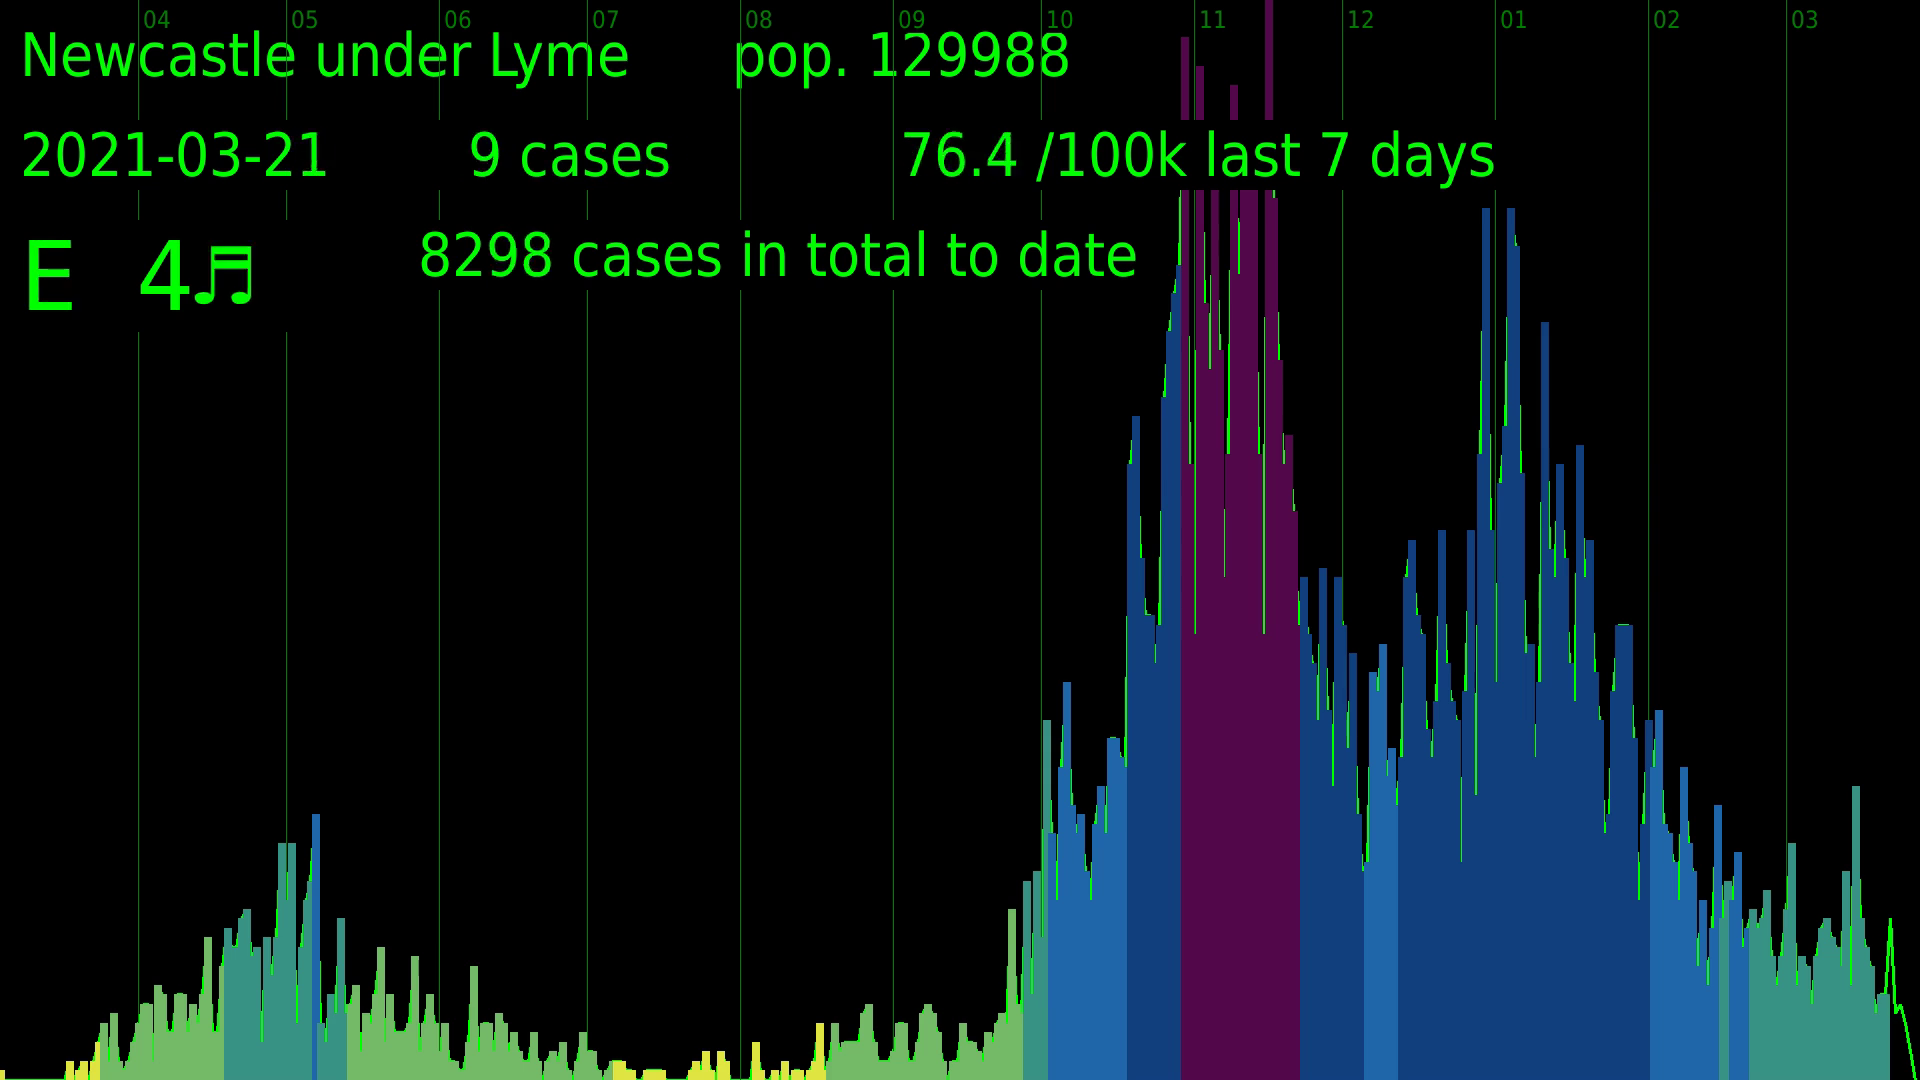 04 05 06 07 08 09 10 11 12 01 02 03
Newcastle under Lyme pop. 129988
2021-03-21 9 cases 76.4 /100k last 7 days
E 4♬ 8298 cases in total to date